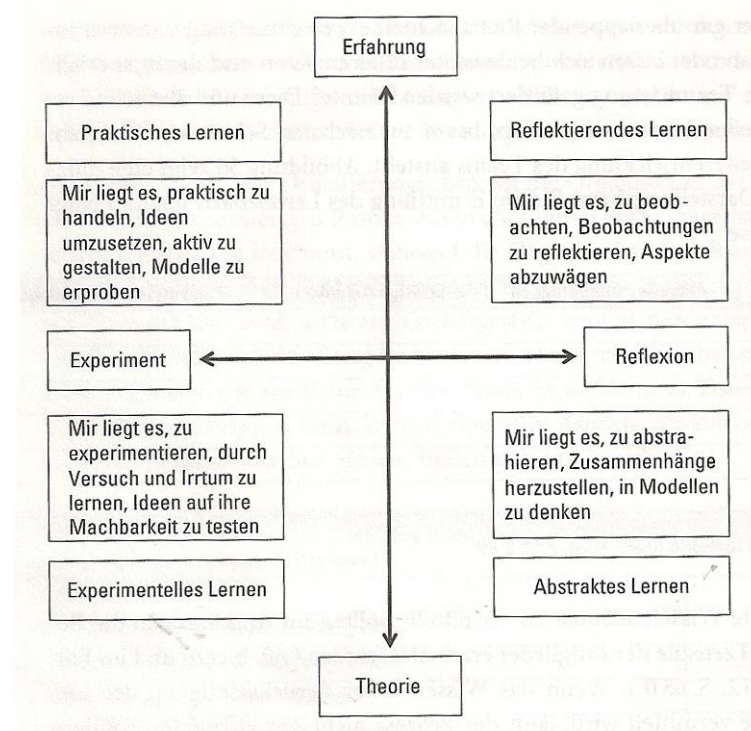 Erfahrung
Praktisches Lernen
Reflektierendes Lernen
Mir liegt es, praktisch zu
handeln, Ideen
umzusetzen, aktiv zu
gestalten, Modelle zu
erproben
Mir liegt es, zu beob-
achten, Beobachtungen
zu reflektieren, Aspekte
abzuwägen
Experiment
Reflexion
Mir liegt es, zu
experimentieren, durch
Versuch und Irrtum zu
lernen, Ideen auf ihre
Machbarkeit zu testen
Mir liegt es, zu abstra-
hieren, Zusammenhänge
herzustellen, in Modellen
zu denken
Experimentelles Lernen
Abstraktes Lernen
Theorie